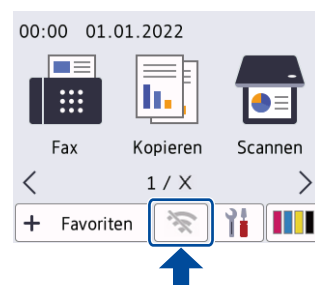 00:00 01.01.2022
Fax Kopieren Scannen
< 1 / X >
+ Favoriten